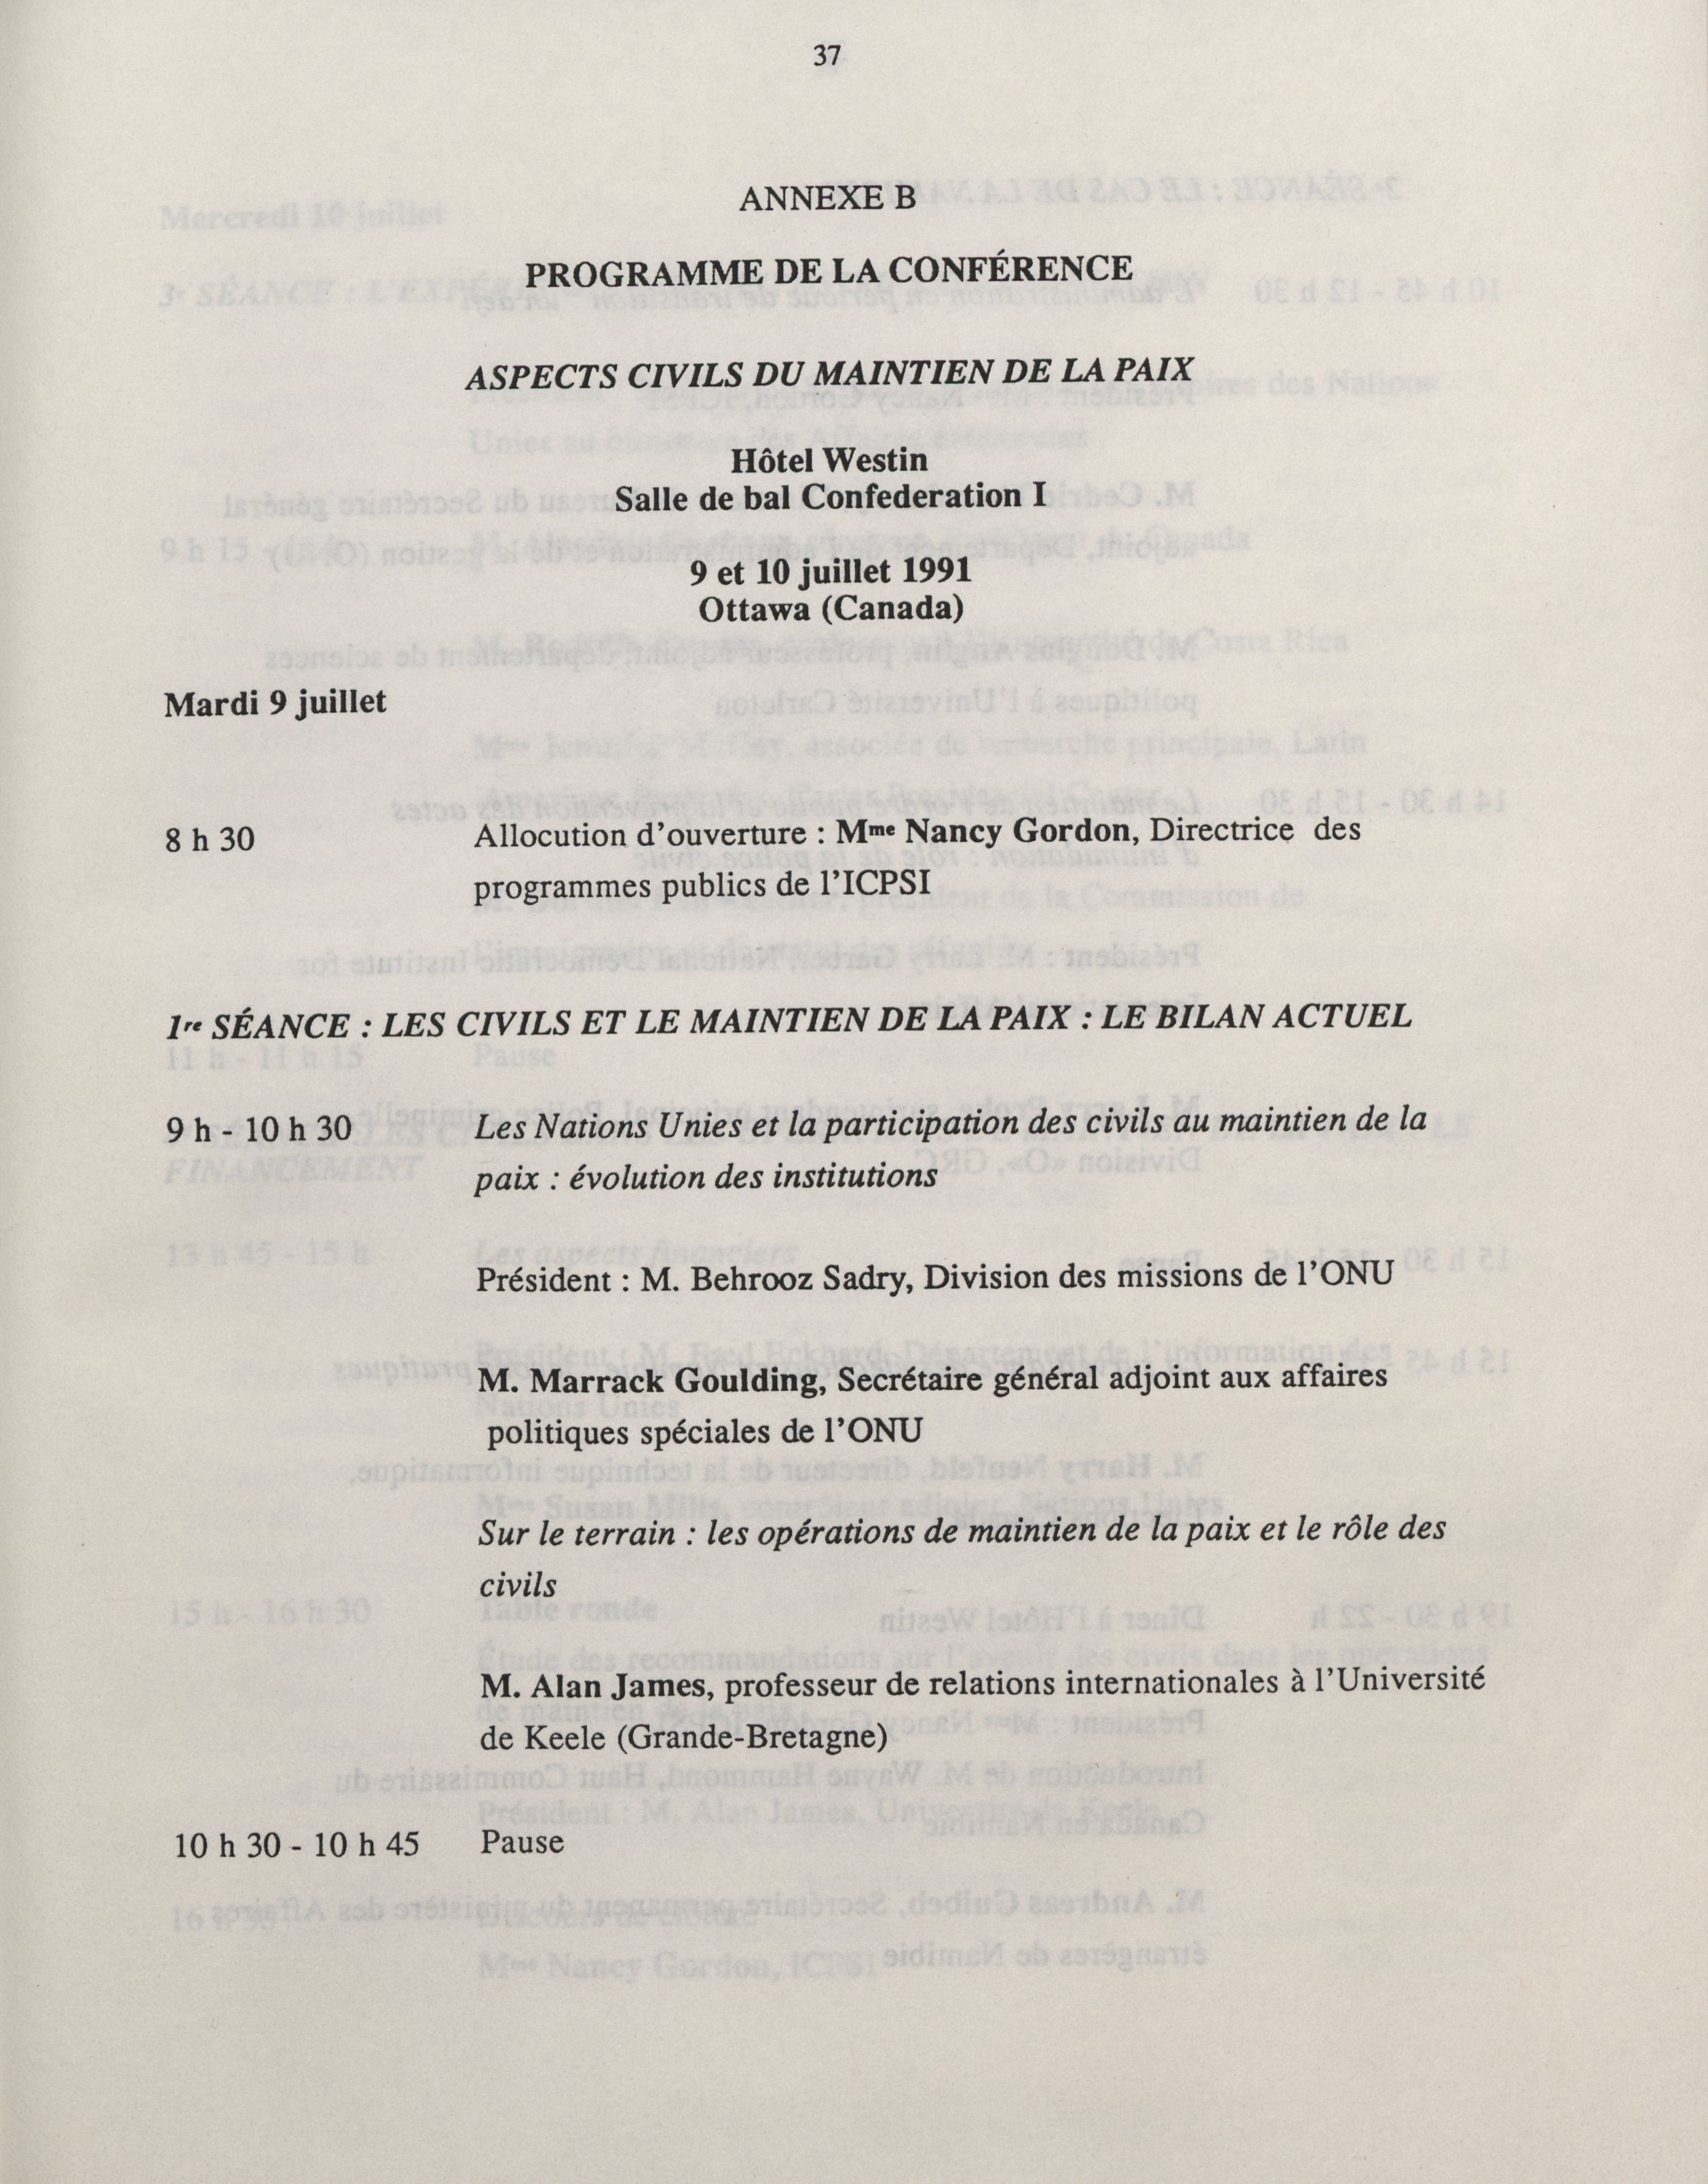 37
ANNEXE B
PROGRAMME DE LA CONFÉRENCE
ASPECTS CIVILS DU MAINTIEN DE LA PAIX
Hôtel Westin
Salle de bal Confederation I
9 et 10 juillet 1991
Ottawa (Canada)
Mardi 9 juillet
8 h 30 Allocution d'ouverture : Mme Nancy Gordon, Directrice des
programmes publics de l'ICPSI
1re SÉANCE : LES CIVILS ET LE MAINTIEN DE LA PAIX : LE BILAN ACTUEL
9 h - 10 h 30 Les Nations Unies et la participation des civils au maintien de la
paix : évolution des institutions
Président : M. Behrooz Sadry, Division des missions de l'ONU
M. Marrack Goulding, Secrétaire général adjoint aux affaires
politiques spéciales de l'ONU
Sur le terrain : les opérations de maintien de la paix et le rôle des
civils
M. Alan James, professeur de relations internationales à l'Université
de Keele (Grande-Bretagne)
10 h 30 - 10 h 45 Pause